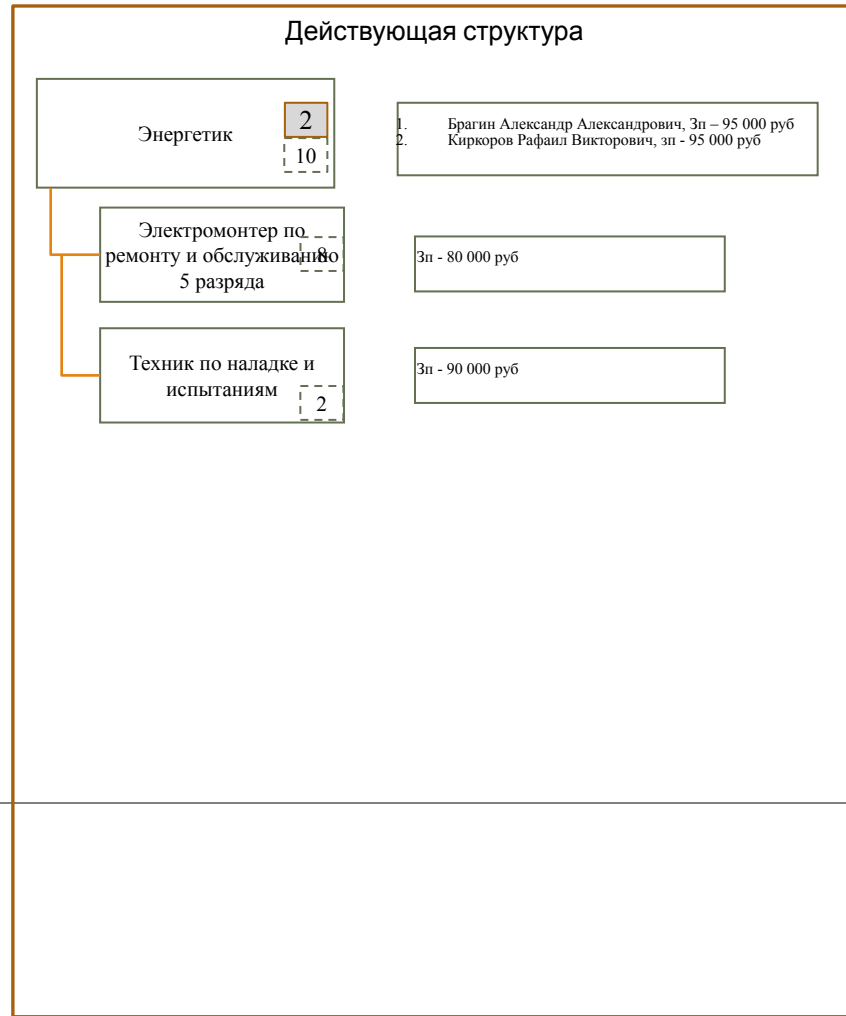 Действующая структура
Энергетик
2
10
1. Брагин Александр Александрович, Зп – 95 000 руб
2. Киркоров Рафаил Викторович, зп - 95 000 руб
Электромонтер по
ремонту и обслуживанию
5 разряда
8
Зп - 80 000 руб
Техник по наладке и
испытаниям
2
Зп - 90 000 руб